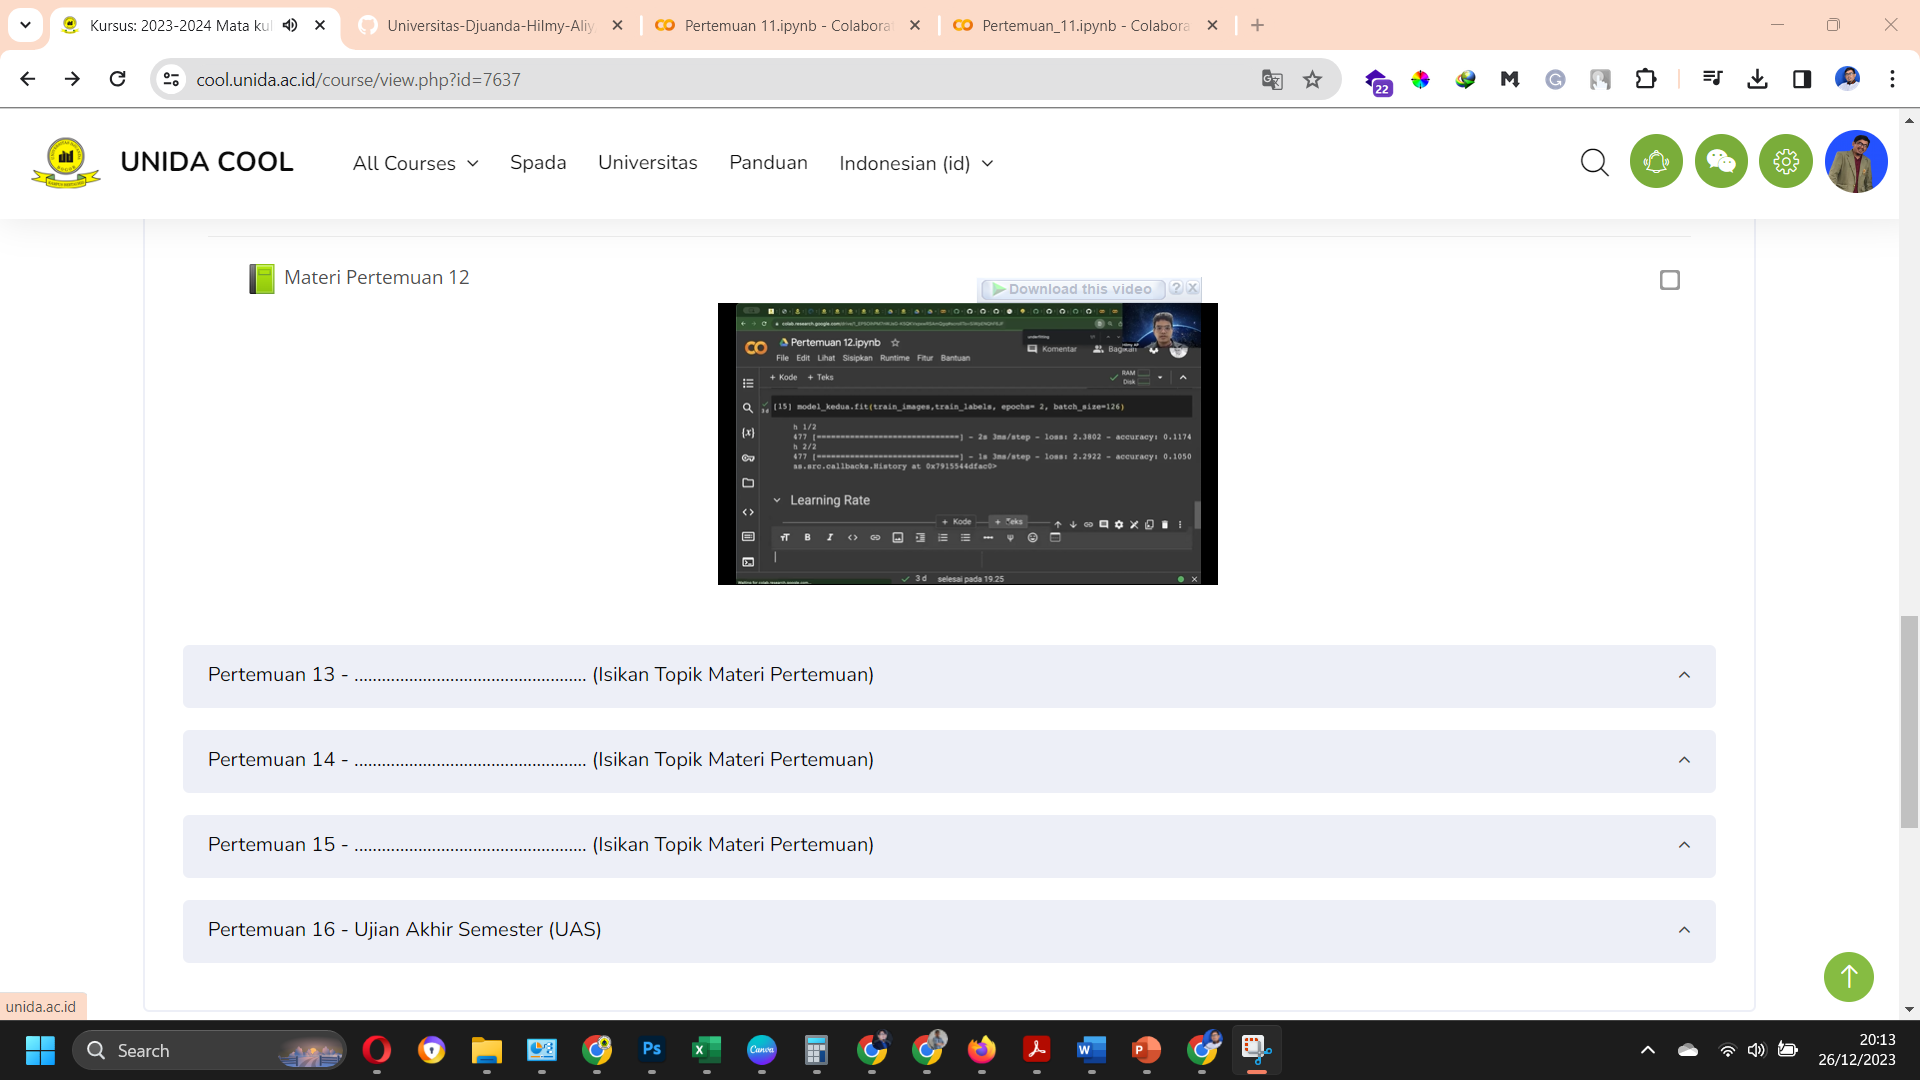 Kursus: 2023-2024 Mata kul
Universitas-Djuanda-Hilmy-Aliy
Pertemuan 11.ipynb - Colabora
Pertemuan_11.ipynb - Colabora
cool.unida.ac.id/course/view.php?id=7637
22
UNIDA COOL
All Courses
Spada
Universitas
Panduan
Indonesian (id)
Materi Pertemuan 12
Download this video
Pertemuan 12.ipynb
File Edit Lihat Sisipkan Runtime Fitur Bantuan
Komentar
Bagikan
+ Kode + Teks
RAM
Disk
[15] model_kedua.fit(train_images,train_labels, epochs= 2, batch_size=126)
h 1/2
477 [==============================] - 2s 3ms/step - loss: 2.3802 - accuracy: 0.1174
h 2/2
477 [==============================] - 1s 3ms/step - loss: 2.2922 - accuracy: 0.1050
ss.src.callbacks.History at 0x7915544dfac0>
Learning Rate
+ Kode
+ Teks
3 d selesai pada 19.25
Pertemuan 13 - ................................................... (Isikan Topik Materi Pertemuan)
Pertemuan 14 - ................................................... (Isikan Topik Materi Pertemuan)
Pertemuan 15 - ................................................... (Isikan Topik Materi Pertemuan)
Pertemuan 16 - Ujian Akhir Semester (UAS)
unida.ac.id
Search
20:13
26/12/2023